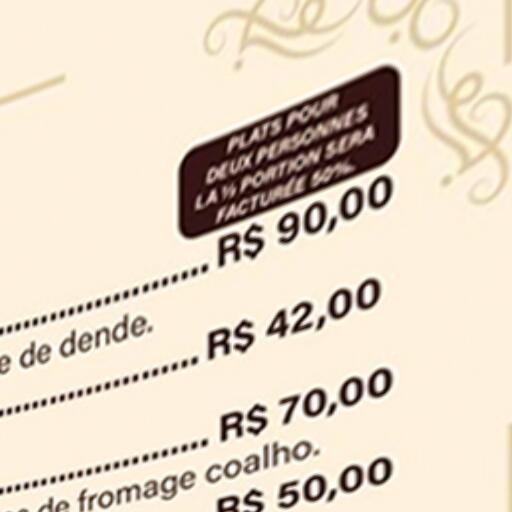 PLATS POUR
DEUX PERSONNES
LA ½ PORTION SERA
FACTURÉE 50%.
R$ 90,00
e de dende.
R$ 42,00
R$ 70,00
de fromage coalho.
R$ 50,00